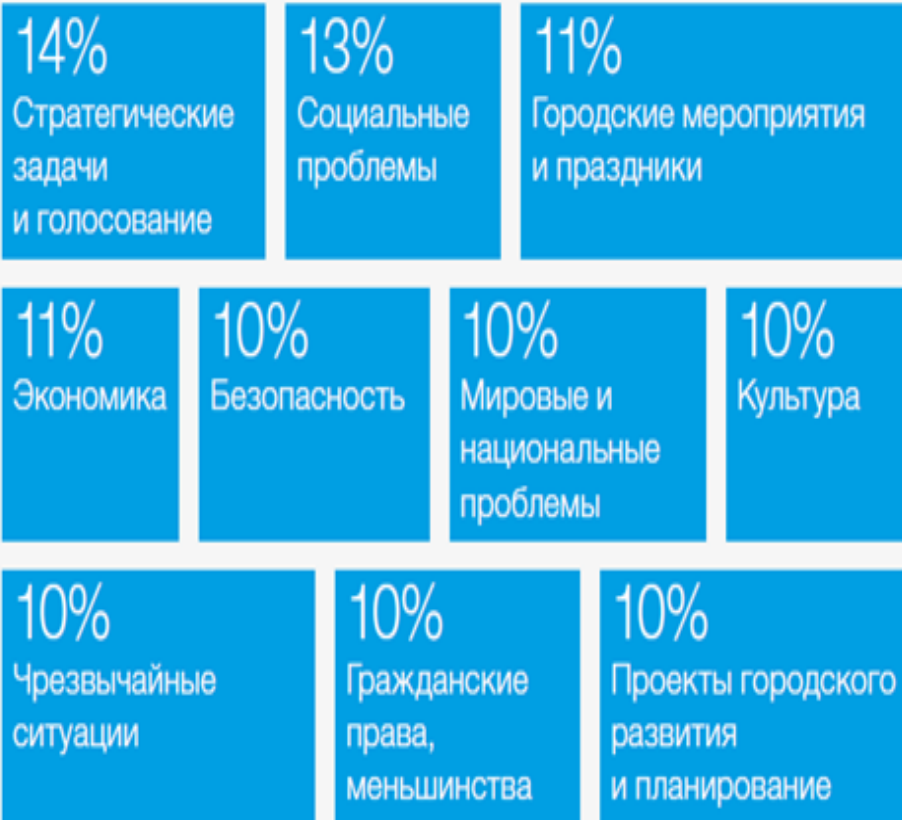 14%
Стратегические
задачи
и голосование
13%
Социальные
проблемы
11%
Городские мероприятия
и праздники
11%
Экономика
10%
Безопасность
10%
Мировые и
национальные
проблемы
10%
Культура
10%
Чрезвычайные
ситуации
10%
Гражданские
права,
меньшинства
10%
Проекты городского
развития
и планирование